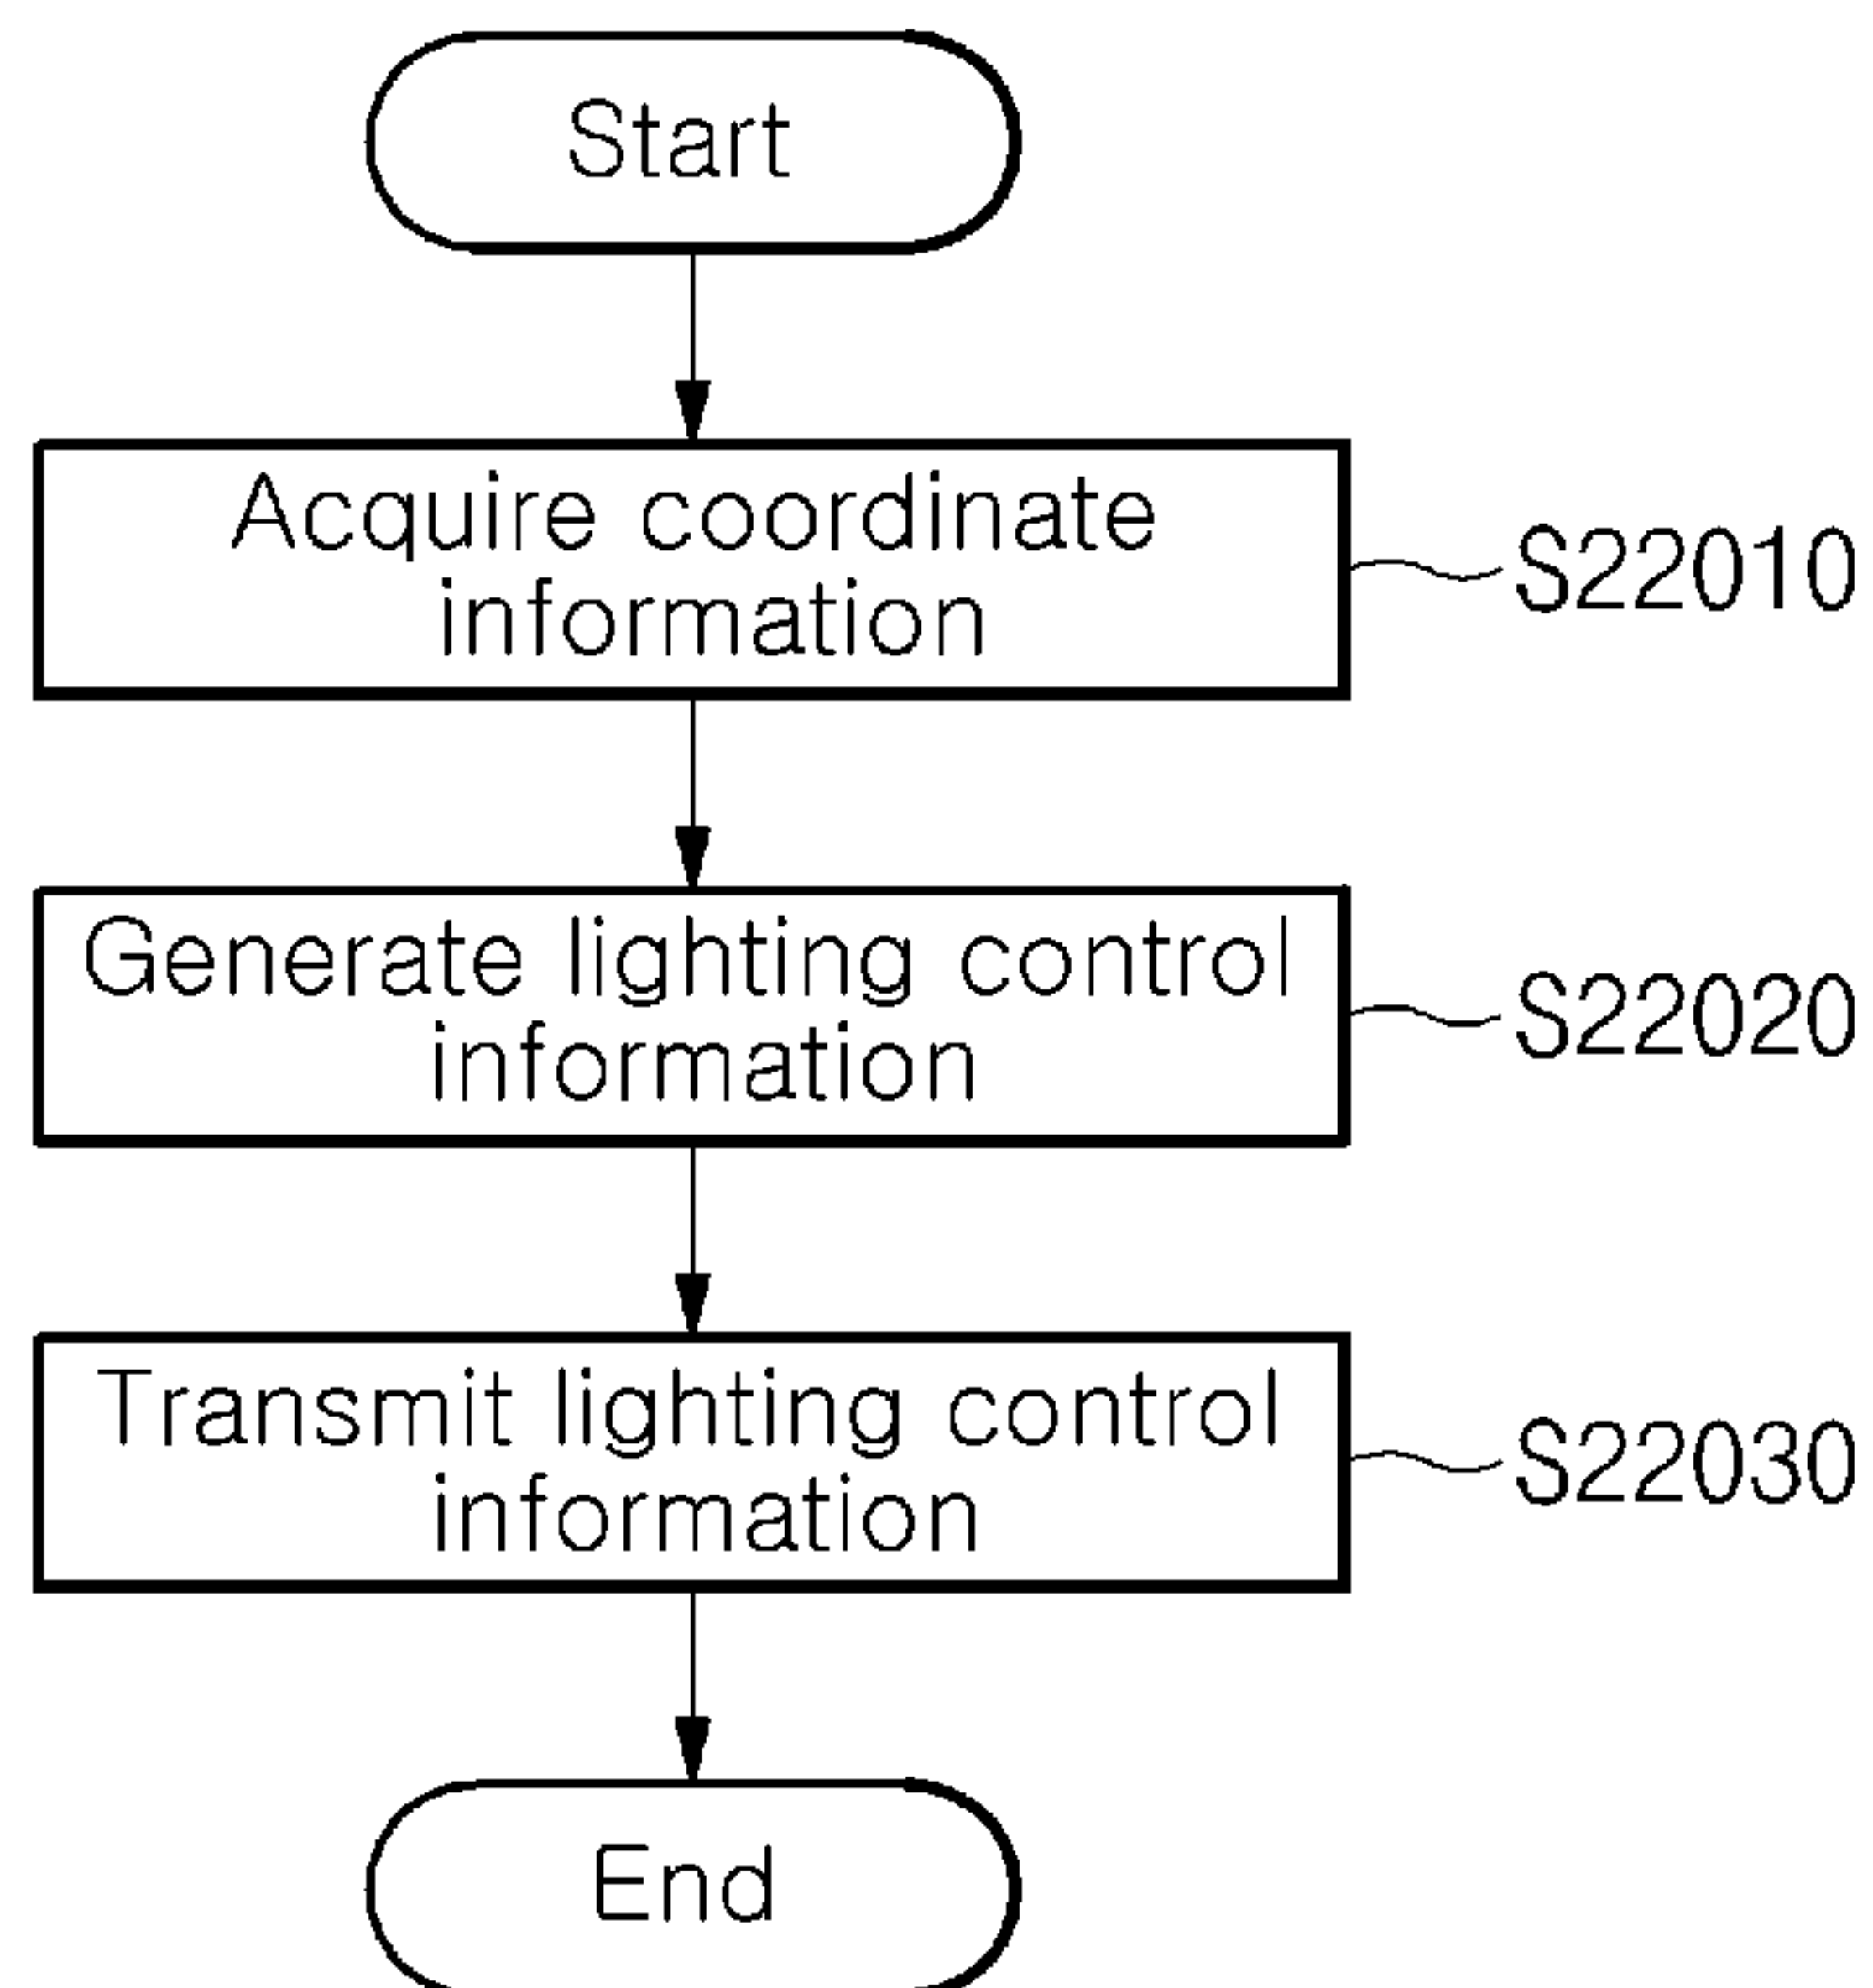 Start
Acquire coordinate
information
S22010
Generate lighting control
information
S22020
Transmit lighting control
information
S22030
End